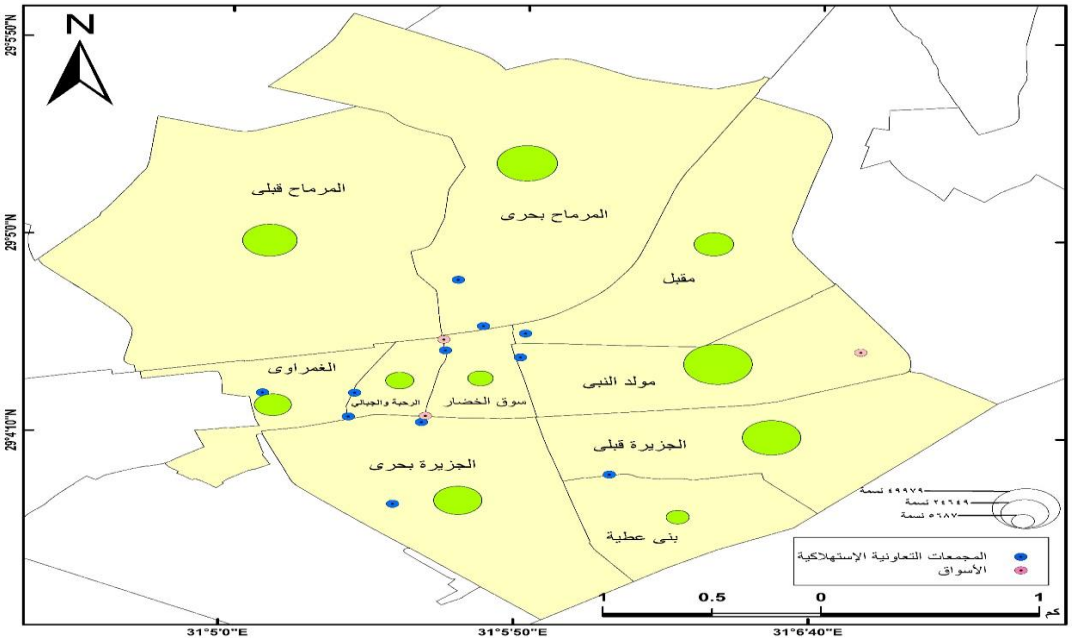 N
29°5'50"N
29°5'0"N
29°4'10"N
المرماح قبلى
المرماح بحرى
مقبل
الغمراوى
مولد النبى
الرحبة والجبالي
سوق الخضار
الجزيرة قبلى
الجزيرة بحرى
بنى عطية
٤٩٩٧٩ نسمة
٢٤٦٤٩ نسمة
٥٦٨٧ نسمة
المجمعات التعاونية الإستهلاكية
الأسواق
1 0.5 0 1 كم
31°5'0"E 31°5'50"E 31°6'40"E